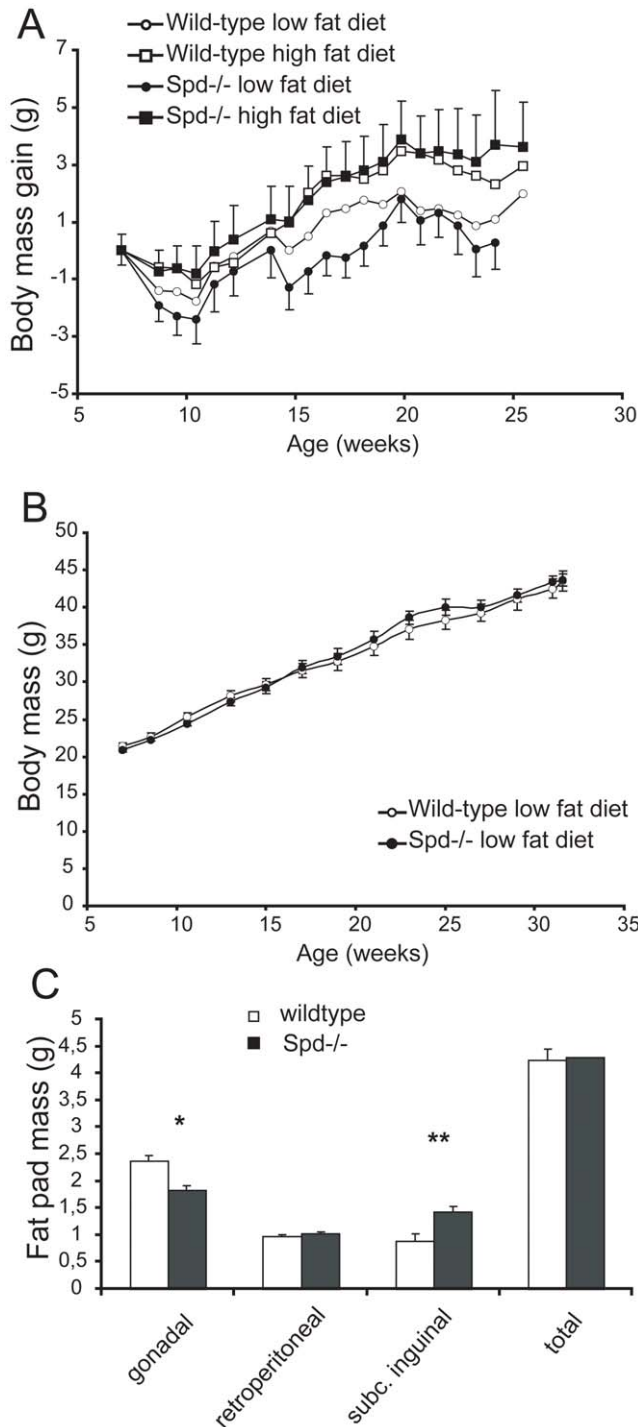 A
Wild-type low fat diet
Wild-type high fat diet
Spd-/- low fat diet
Spd-/- high fat diet
Body mass gain (g)
7
5
3
1
-1
-3
-5
5 10 15 20 25 30
Age (weeks)
B
Body mass (g)
50
45
40
35
30
25
20
15
10
5
0
Wild-type low fat diet
Spd-/- low fat diet
5 10 15 20 25 30 35
Age (weeks)
C
wildtype
Spd-/-
Fat pad mass (g)
5
4,5
4
3,5
3
2,5
2
1,5
1
0,5
0
*
**
gonadal
retroperitoneal
subc. inguinal
total